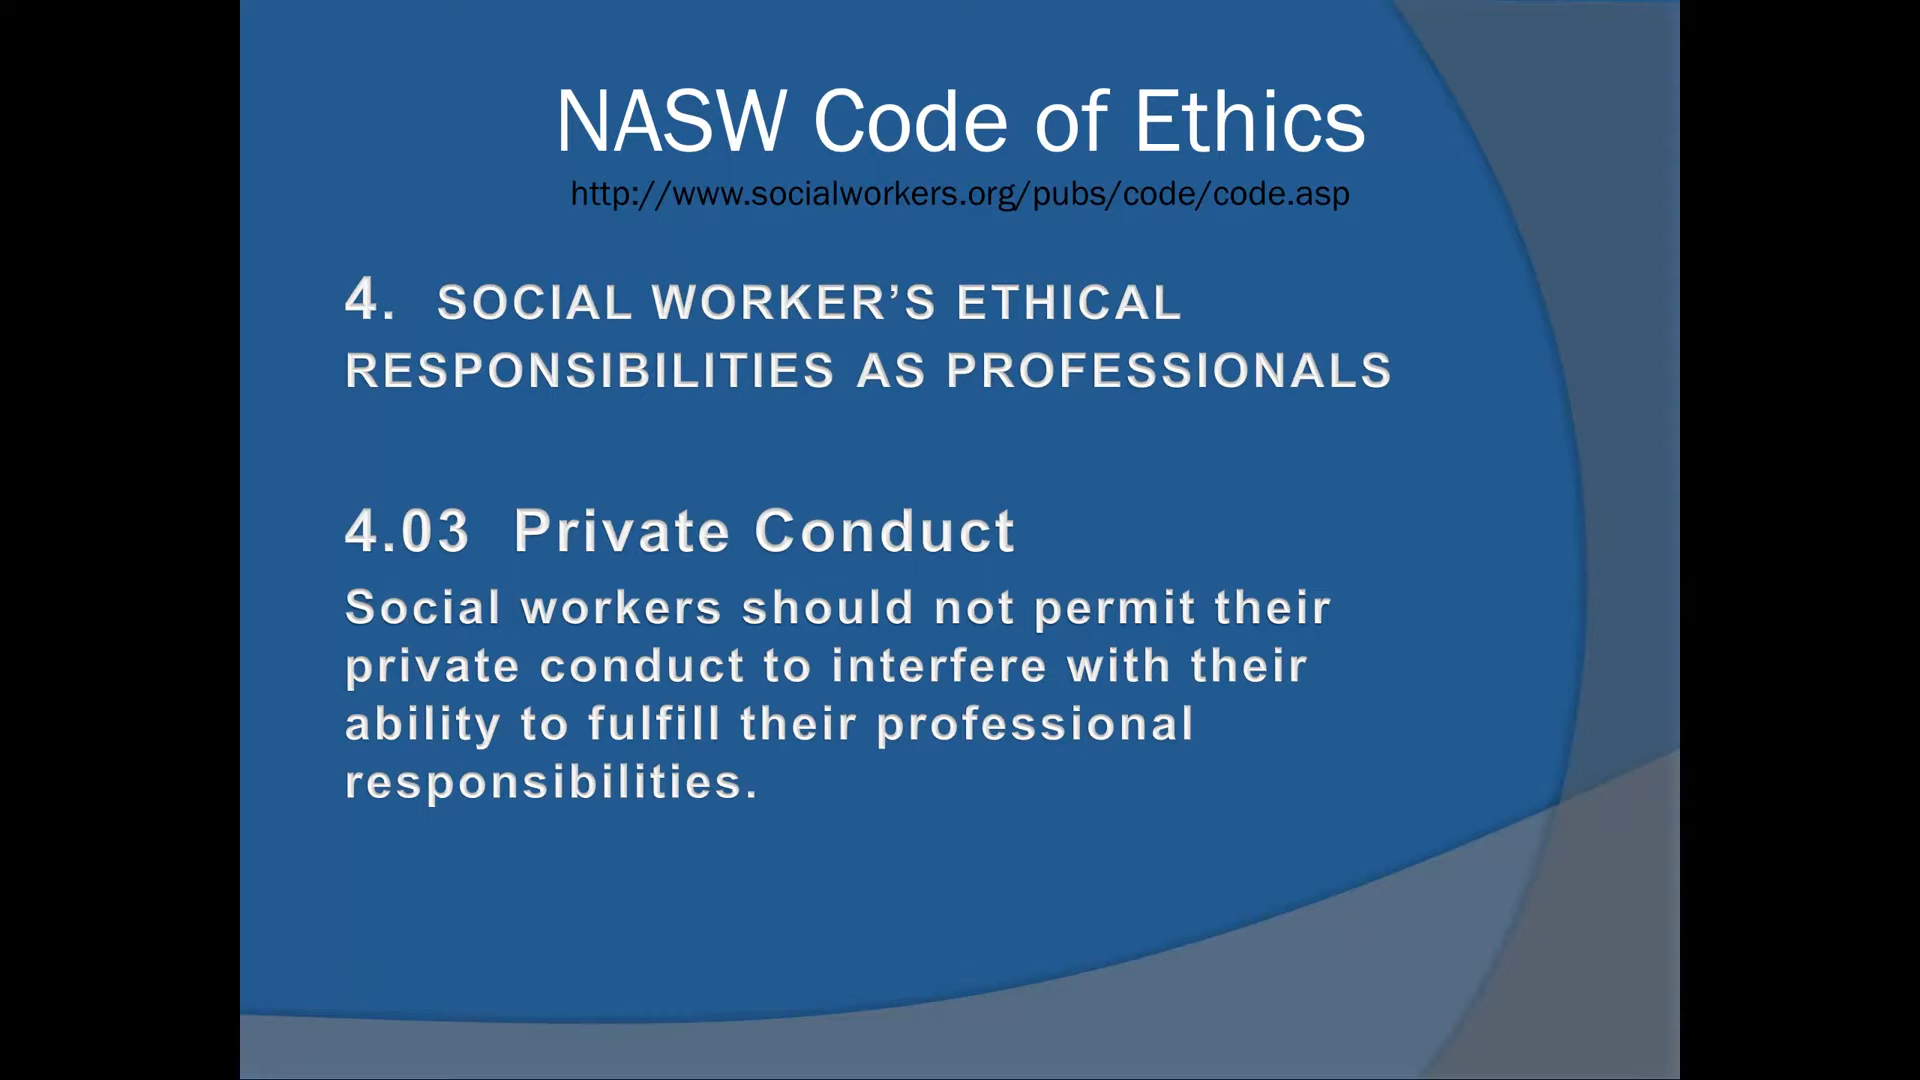 NASW Code of Ethics
http://www.socialworkers.org/pubs/code/code.asp
4. SOCIAL WORKER’S ETHICAL
RESPONSIBILITIES AS PROFESSIONALS
4.03 Private Conduct
Social workers should not permit their
private conduct to interfere with their
ability to fulfill their professional
responsibilities.